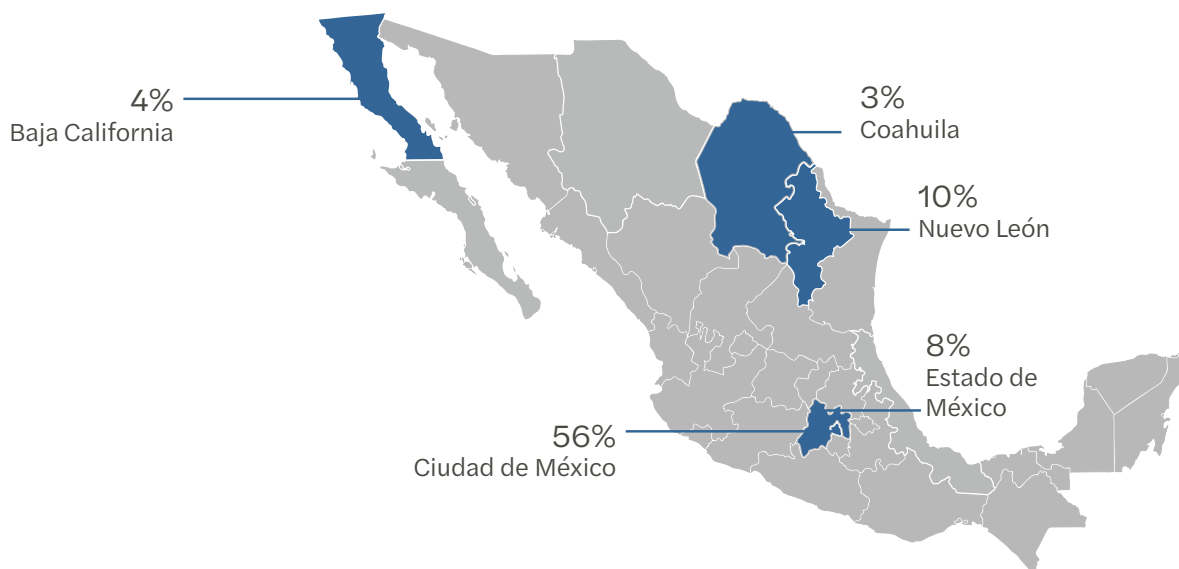 4%
Baja California
3%
Coahuila
10%
Nuevo León
8%
Estado de
México
56%
Ciudad de México